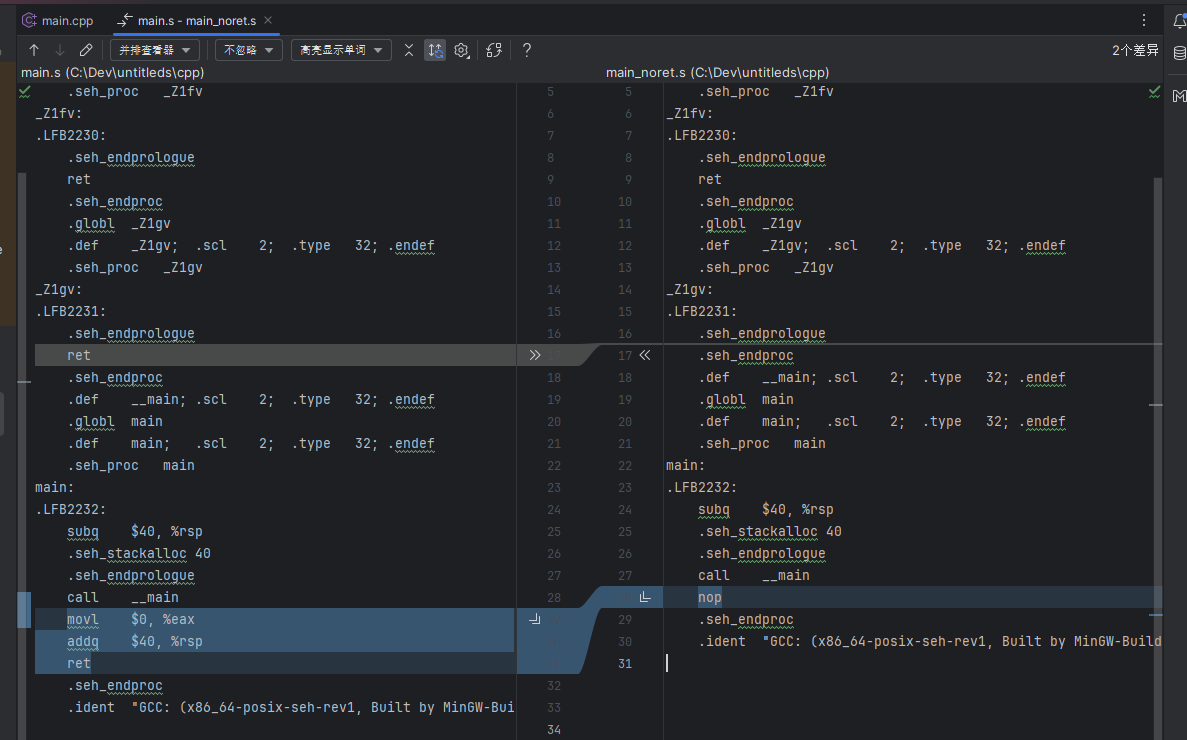 main.cpp main.s - main_noret.s
并排查看器 不忽略 高亮显示单词 ? 2个差异
main.s (C:\Dev\untitleds\cpp) main_noret.s (C:\Dev\untitleds\cpp)
.seh_proc _Z1fv 5 5 .seh_proc _Z1fv
_Z1fv: 6 6 _Z1fv:
.LFB2230: 7 7 .LFB2230:
.seh_endprologue 8 8 .seh_endprologue
ret 9 9 ret
.seh_endproc 10 10 .seh_endproc
.globl _Z1gv 11 11 .globl _Z1gv
.def _Z1gv; .scl 2; .type 32; .endef 12 12 .def _Z1gv; .scl 2; .type 32; .endef
.seh_proc _Z1gv 13 13 .seh_proc _Z1gv
_Z1gv: 14 14 _Z1gv:
.LFB2231: 15 15 .LFB2231:
.seh_endprologue 16 16 .seh_endprologue
ret 17 .seh_endproc
.seh_endproc 18 18 .def __main; .scl 2; .type 32; .endef
.def __main; .scl 2; .type 32; .endef 19 19 .globl main
.globl main 20 20 .def main; .scl 2; .type 32; .endef
.def main; .scl 2; .type 32; .endef 21 21 .seh_proc main
.seh_proc main 22 22 main:
main: 23 23 .LFB2232:
.LFB2232: 24 24 subq $40, %rsp
subq $40, %rsp 25 25 .seh_stackalloc 40
.seh_stackalloc 40 26 26 .seh_endprologue
.seh_endprologue 27 27 call __main
call __main 28 nop
movl $0, %eax 29 .seh_endproc
addq $40, %rsp 30 .ident "GCC: (x86_64-posix-seh-rev1, Built by MinGW-Build
ret 31
.seh_endproc 32
.ident "GCC: (x86_64-posix-seh-rev1, Built by MinGW-Bui 33
34